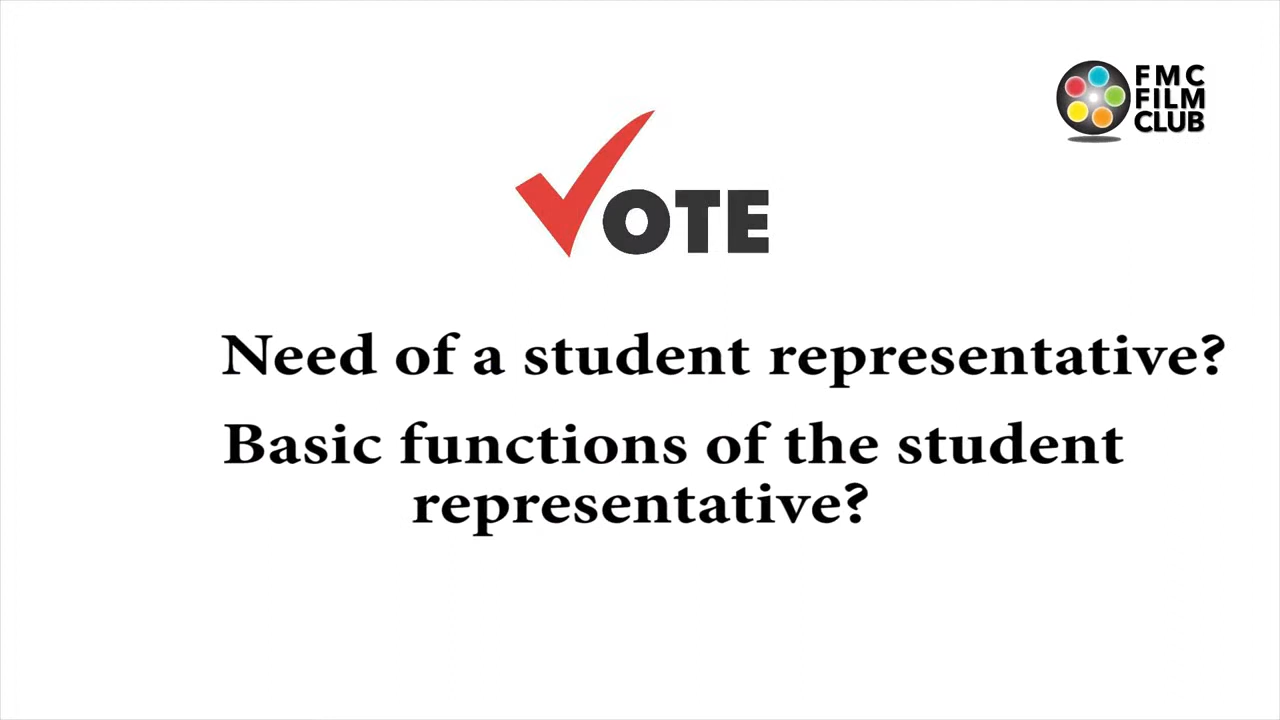 FMC
FILM
CLUB
VOTE
Need of a student representative?
Basic functions of the student
representative?